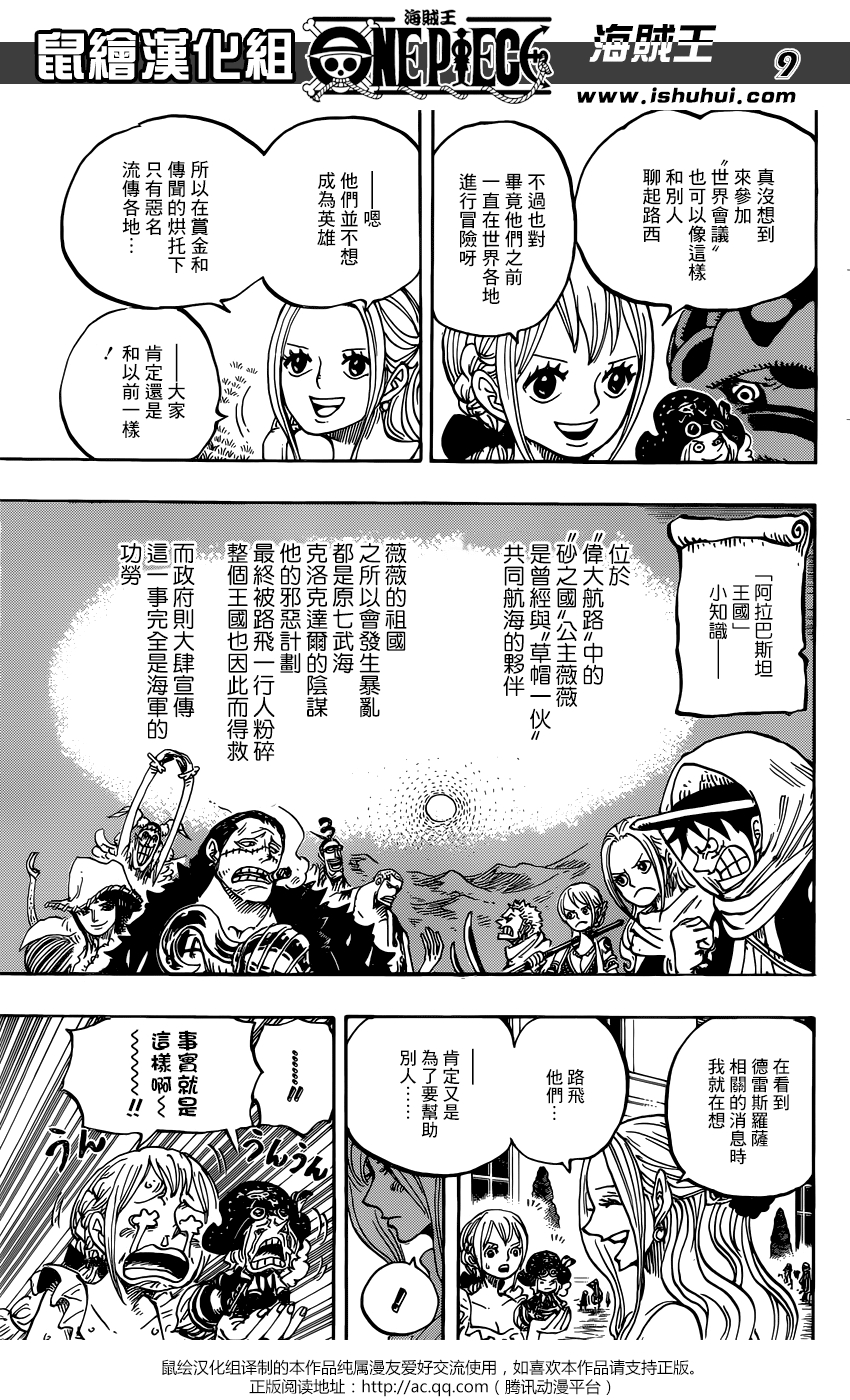 鼠繪漢化組
海賊王
ONE PIECE
海賊王
www.ishuhui.com
9
真沒想到
來參加
“世界會議”
也可以像這樣
和別人
聊起路西
不過也對
畢竟他們之前
一直在世界各地
進行冒險呀
——嗯
他們並不想
成為英雄
所以在賞金和
傳聞的烘托下
只有惡名
流傳各地…
——大家
肯定還是
和以前一樣
！
「阿拉巴斯坦
王國」
小知識——
位於
“偉大航路”中的
“砂之國”公主薇薇
是曾經與“草帽一伙”
共同航海的夥伴
薇薇的祖國
之所以會發生暴亂
都是原七武海
克洛克達爾的陰謀
他的邪惡計劃
最終被路飛一行人粉碎
整個王國也因此而得救
而政府則大肆宣傳
這一事完全是海軍的
功勞
在看到
德雷斯羅薩
相關的消息時
我就在想
路飛
他們…
——
肯定又是
為了要幫助
別人……
！
……!!
事實就是
這樣啊～
～～～～!!
うんうん
うん
鼠绘汉化组译制的本作品纯属漫友爱好交流使用，如喜欢本作品请支持正版。
正版阅读地址：http://ac.qq.com（腾讯动漫平台）